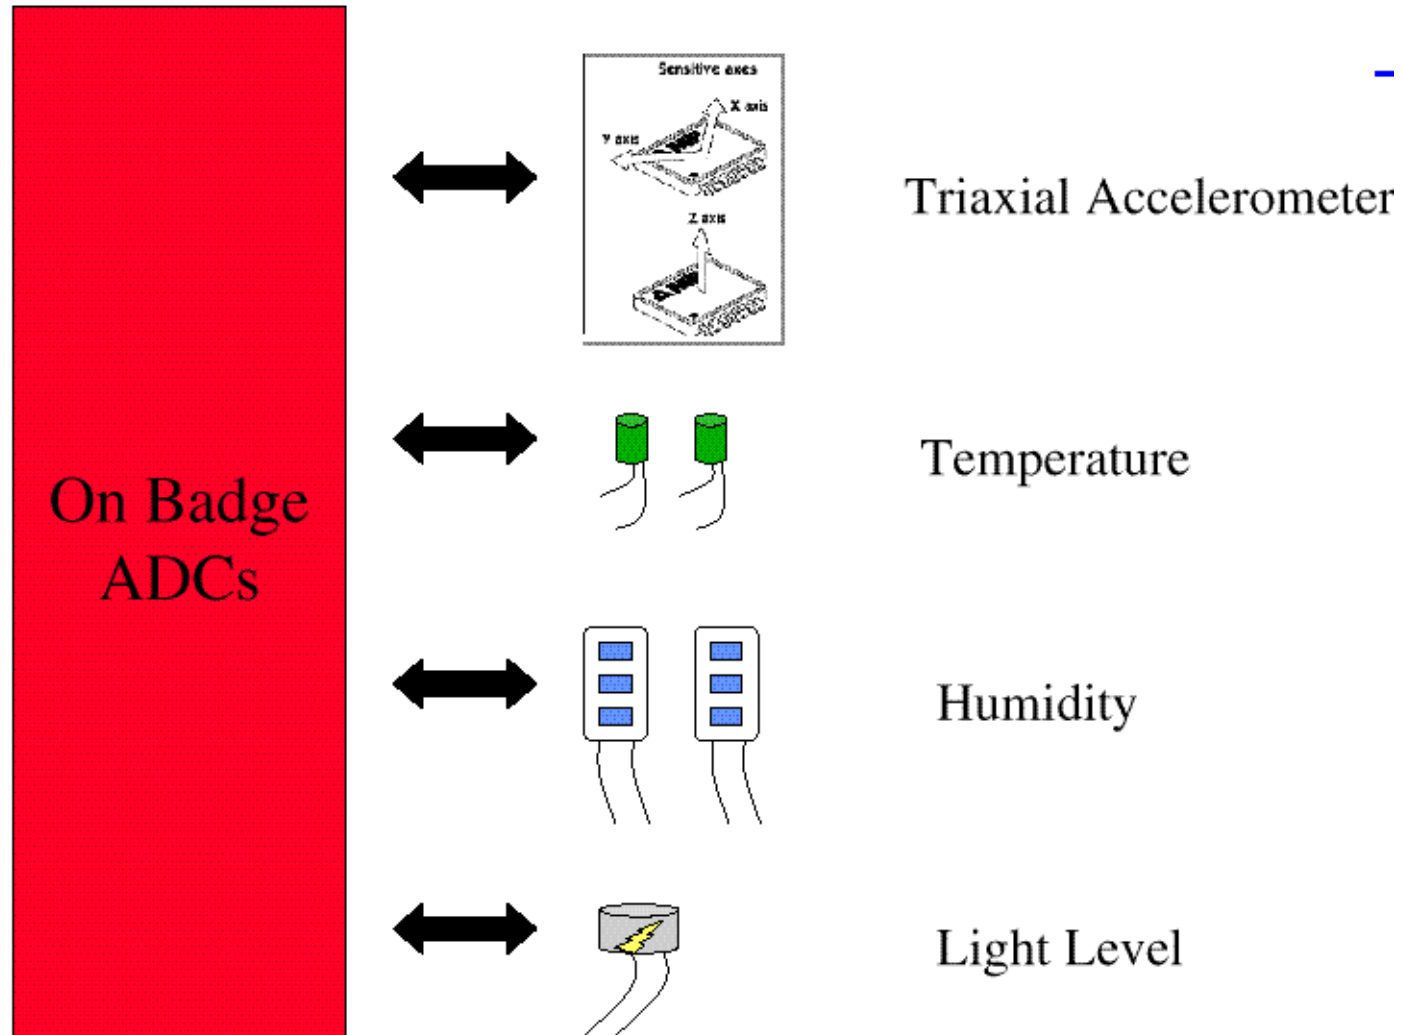 Sensitive axes
X axis
Y axis
Z axis
Triaxial Accelerometer
Temperature
On Badge
ADCs
Humidity
Light Level